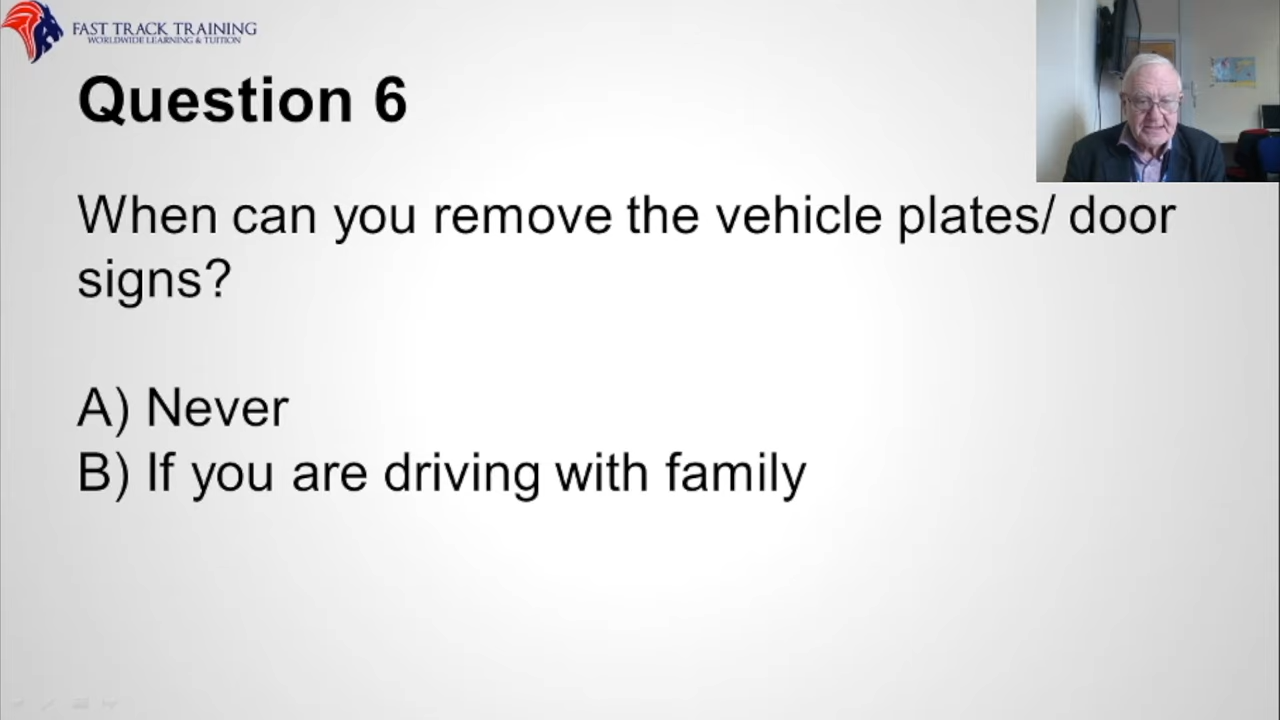 FAST TRACK TRAINING
WORLDWIDE LEARNING & TUITION
Question 6
When can you remove the vehicle plates/ door
signs?
A) Never
B) If you are driving with family